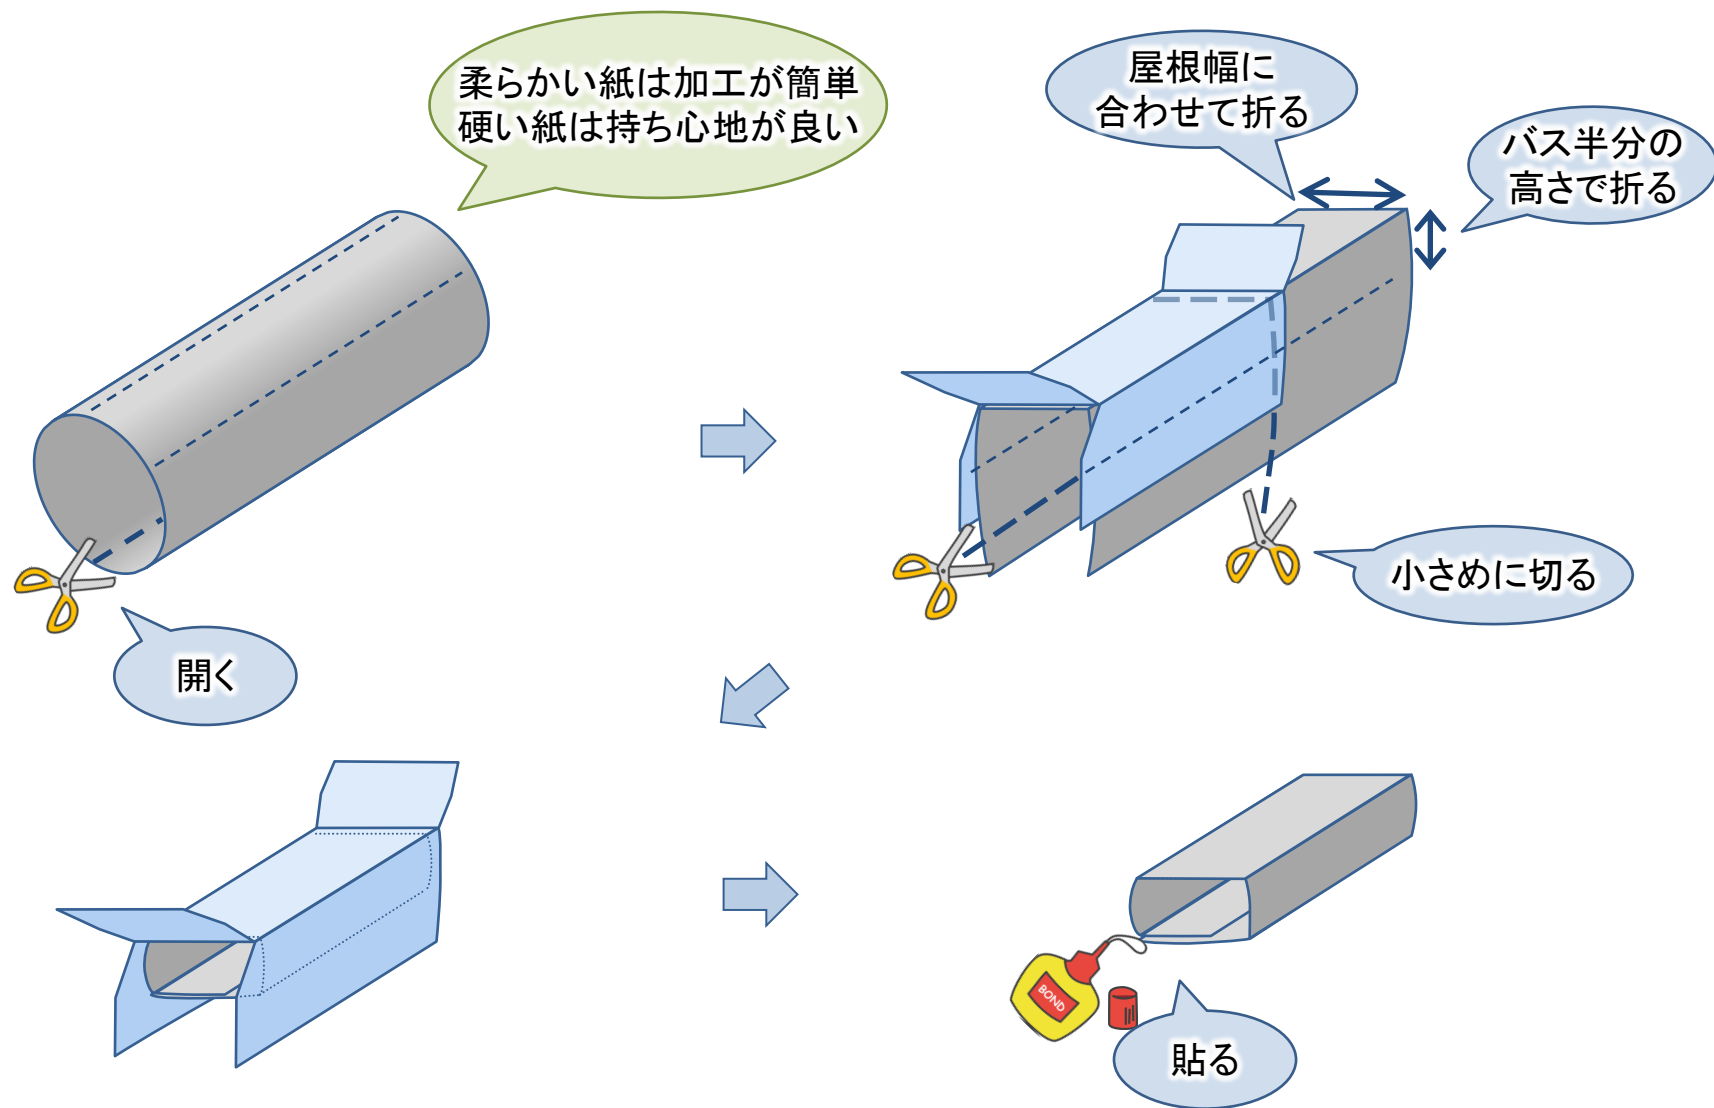 柔らかい紙は加工が簡単
硬い紙は持ち心地が良い
屋根幅に
合わせて折る
バス半分の
高さで折る
小さめに切る
開く
BOND
貼る